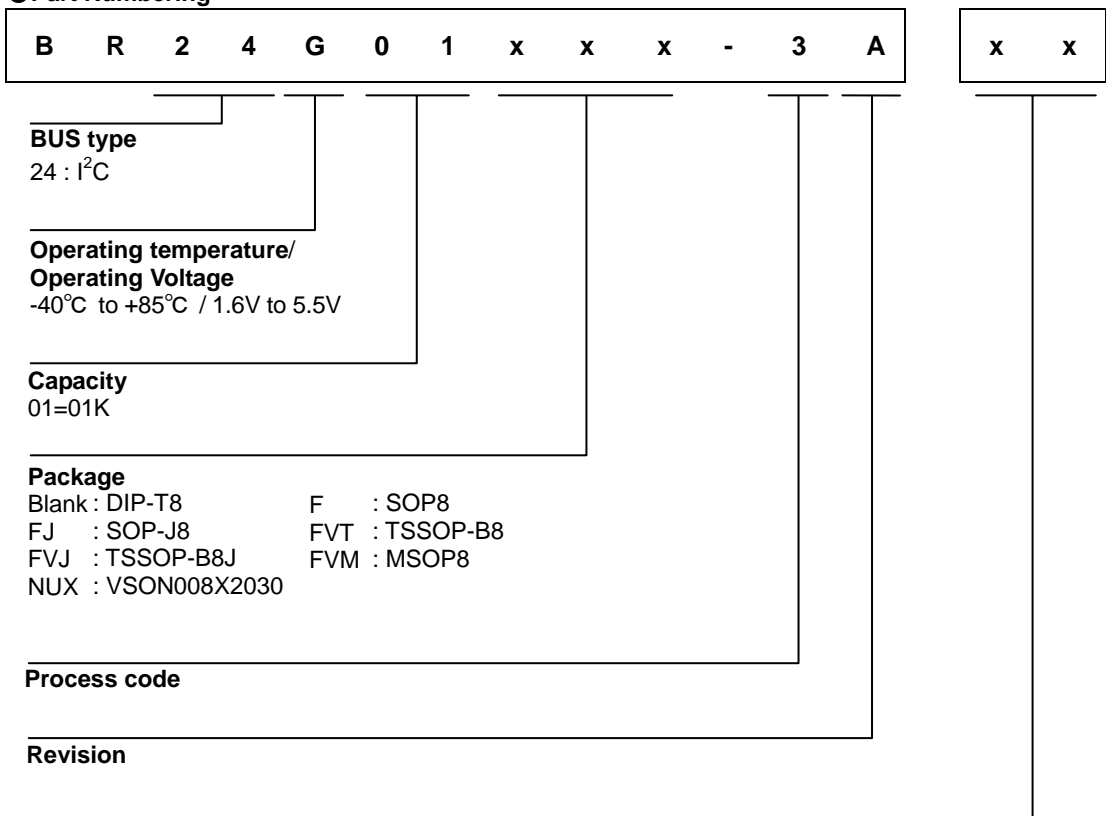 B R 2 4 G 0 1 x x x - 3 A x x
BUS type
24 : I²C
Operating temperature/
Operating Voltage
-40℃ to +85℃ / 1.6V to 5.5V
Capacity
01=01K
Package
Blank : DIP-T8 F : SOP8
FJ : SOP-J8 FVT : TSSOP-B8
FVJ : TSSOP-B8J FVM : MSOP8
NUX : VSON008X2030
Process code
Revision